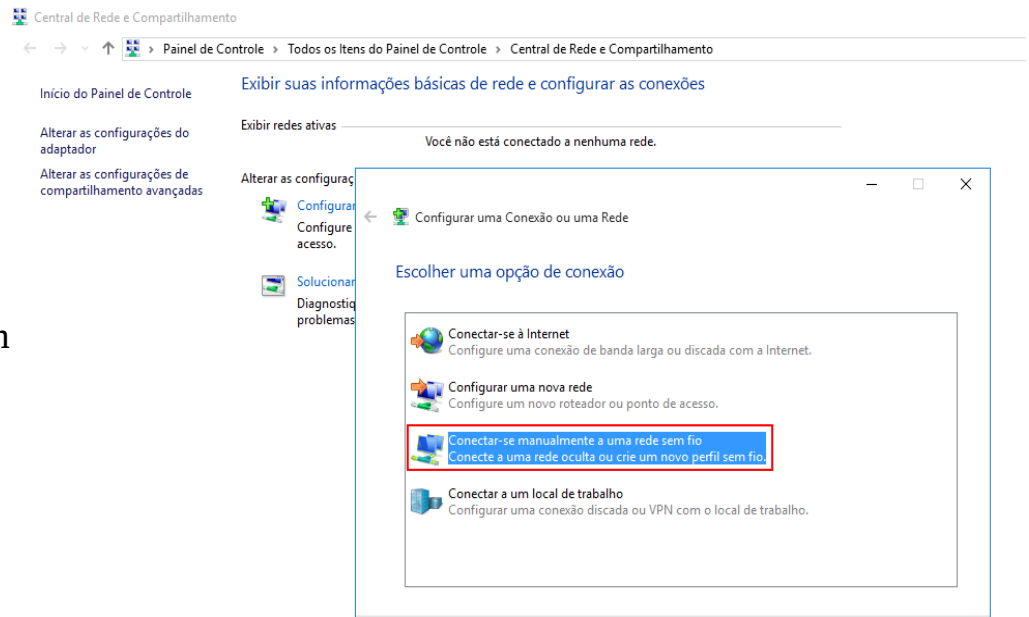 Central de Rede e Compartilhamento
Painel de Controle > Todos os Itens do Painel de Controle > Central de Rede e Compartilhamento
Início do Painel de Controle
Alterar as configurações do
adaptador
Alterar as configurações de
compartilhamento avançadas
Exibir suas informações básicas de rede e configurar as conexões
Exibir redes ativas
Você não está conectado a nenhuma rede.
Alterar as configuraç
Configurar
Configure
acesso.
Solucionar
Diagnostiq
problemas
n
Configurar uma Conexão ou uma Rede
Escolher uma opção de conexão
Conectar-se à Internet
Configure uma conexão de banda larga ou discada com a Internet.
Configurar uma nova rede
Configure um novo roteador ou ponto de acesso.
Conectar-se manualmente a uma rede sem fio
Conecte a uma rede oculta ou crie um novo perfil sem fio.
Conectar a um local de trabalho
Configurar uma conexão discada ou VPN com o local de trabalho.